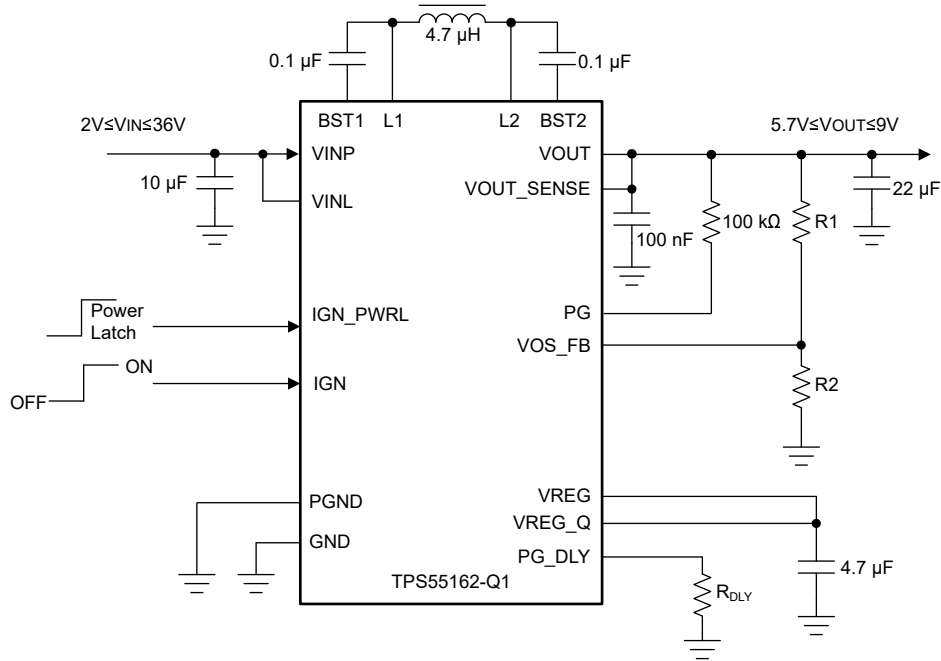 4.7 µH
0.1 µF
0.1 µF
BST1 L1 L2 BST2
2V≤VIN≤36V
5.7V≤VOUT≤9V
VINP
VOUT
10 µF
VINL
VOUT_SENSE
22 µF
100 nF
100 kΩ
R1
Power
Latch
IGN_PWRL
PG
VOS_FB
OFF
ON
IGN
R2
PGND
VREG
VREG_Q
GND
PG_DLY
4.7 µF
TPS55162-Q1
RDLY